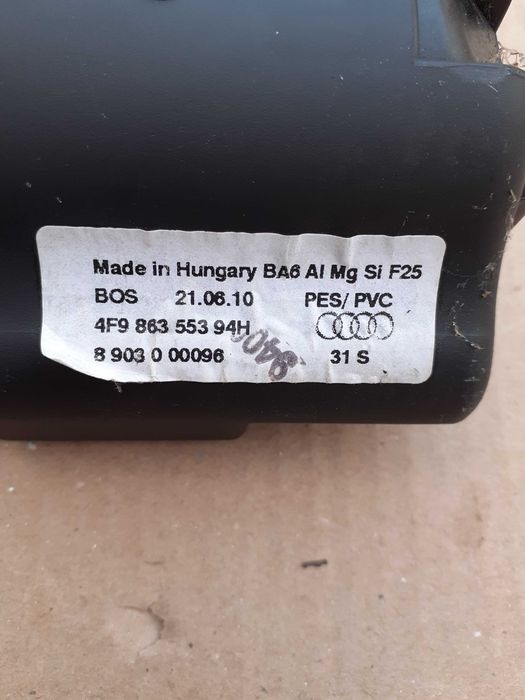 Made in Hungary BA6 Al Mg Si F25
BOS 21.06.10 PES/ PVC
4F9 863 553 94H
8 903 0 00096 31 S
940